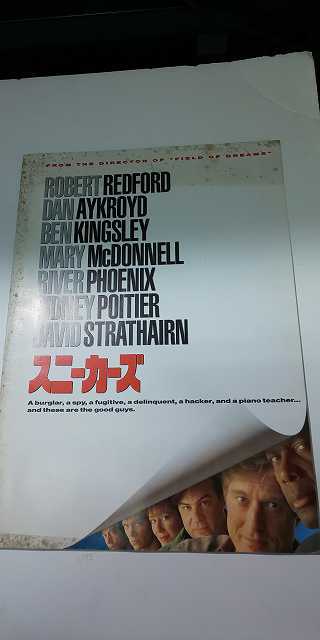 FROM THE DIRECTOR OF "FIELD OF DREAMS"
ROBERT REDFORD
DAN AYKROYD
BEN KINGSLEY
MARY McDONNELL
RIVER PHOENIX
SIDNEY POITIER
DAVID STRATHAIRN
スニーカーズ
A burglar, a spy, a fugitive, a delinquent, a hacker, and a piano teacher...
and these are the good guys.